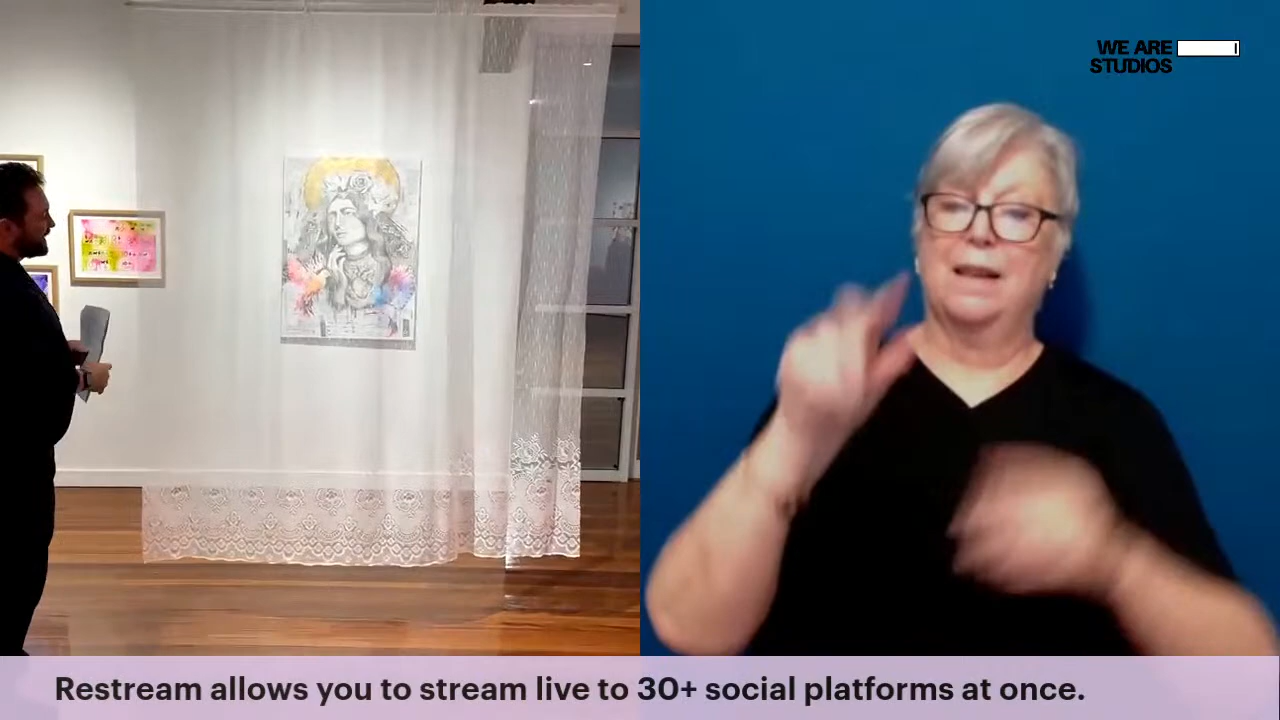 WE ARE
STUDIOS
Restream allows you to stream live to 30+ social platforms at once.